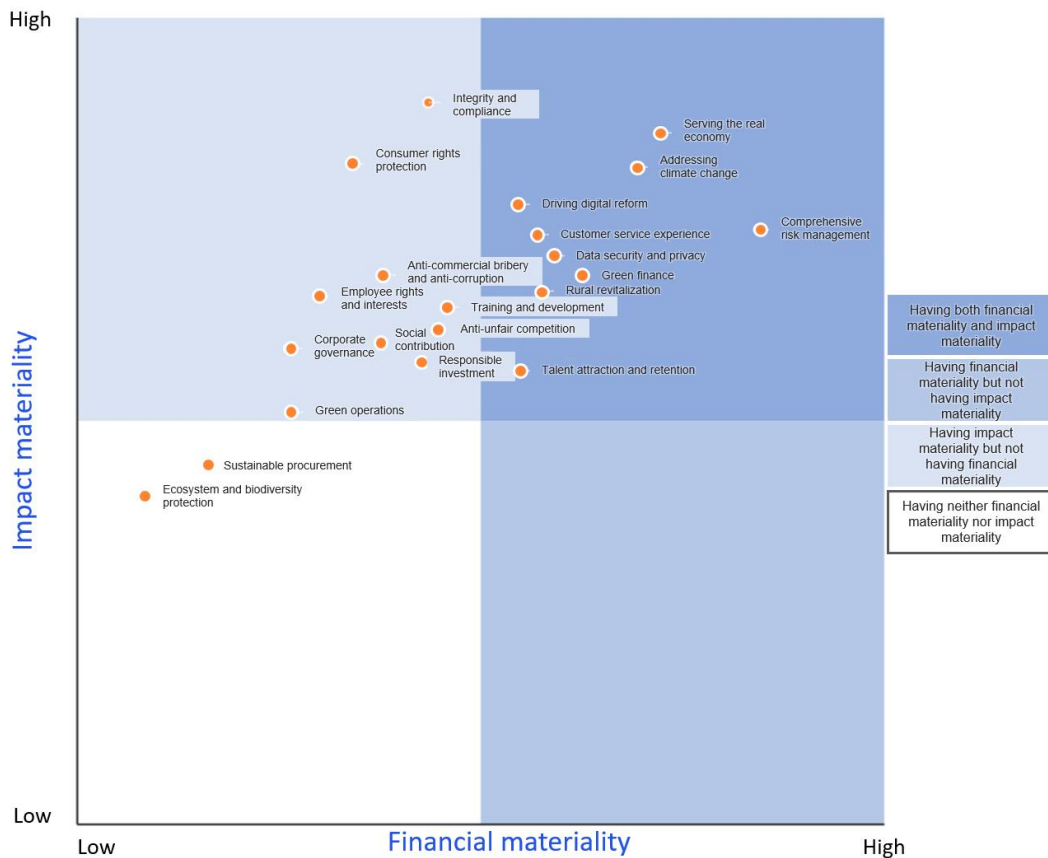 High
Integrity and
compliance
Serving the real
economy
Consumer rights
protection
Addressing
climate change
Driving digital reform
Comprehensive
risk management
Customer service experience
Data security and privacy
Anti-commercial bribery
and anti-corruption
Green finance
Employee rights
and interests
Rural revitalization
Training and development
Anti-unfair competition
Social
contribution
Corporate
governance
Responsible
investment
Talent attraction and retention
Green operations
Sustainable procurement
Ecosystem and biodiversity
protection
Having both financial
materiality and impact
materiality
Having financial
materiality but not
having impact
materiality
Having impact
materiality but not
having financial
materiality
Having neither financial
materiality nor impact
materiality
Impact materiality
Low
Low
Financial materiality
High